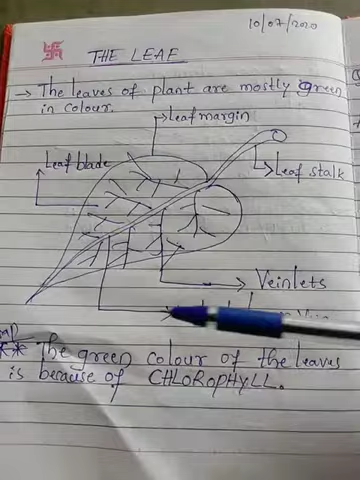 10/07/2020
THE LEAF
→ The leaves of plant are mostly green
in colour.
Leaf margin
Leaf blade
Leaf stalk
Veinlets
** The green colour of the leaves
is because of CHLOROPHYLL.